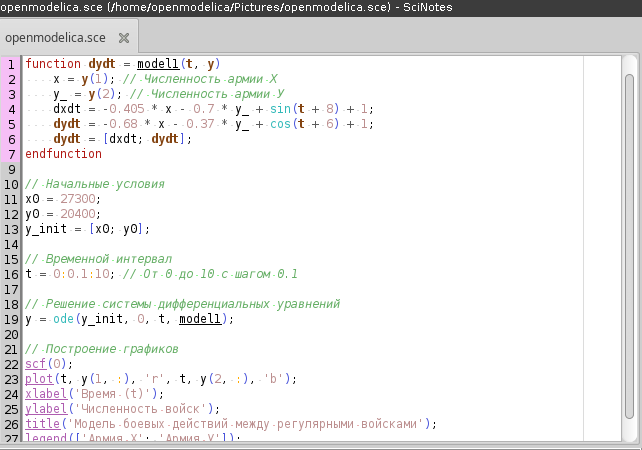 openmodelica.sce (/home/openmodelica/Pictures/openmodelica.sce) - SciNotes
openmodelica.sce
1 function dydt = model1(t, y)
2 x = y(1); // Численность армии X
3 y_ = y(2); // Численность армии У
4 dxdt = -0.405 * x - 0.7 * y_ + sin(t + 8) + 1;
5 dydt = -0.68 * x - 0.37 * y_ + cos(t + 6) + 1;
6 dydt = [dxdt; dydt];
7 endfunction
8
9
10 // Начальные условия
11 x0 = 27300;
12 y0 = 20400;
13 y_init = [x0; y0];
14
15 // Временной интервал
16 t = 0:0.1:10; // От 0 до 10 с шагом 0.1
17
18 // Решение системы дифференциальных уравнений
19 y = ode(y_init, 0, t, model1);
20
21 // Построение графиков
22 scf(0);
23 plot(t, y(1, :), 'r', t, y(2, :), 'b');
24 xlabel('Время (t)');
25 ylabel('Численность войск');
26 title('Модель боевых действий между регулярными войсками');
27 legend(['Армия X'; 'Армия У']);